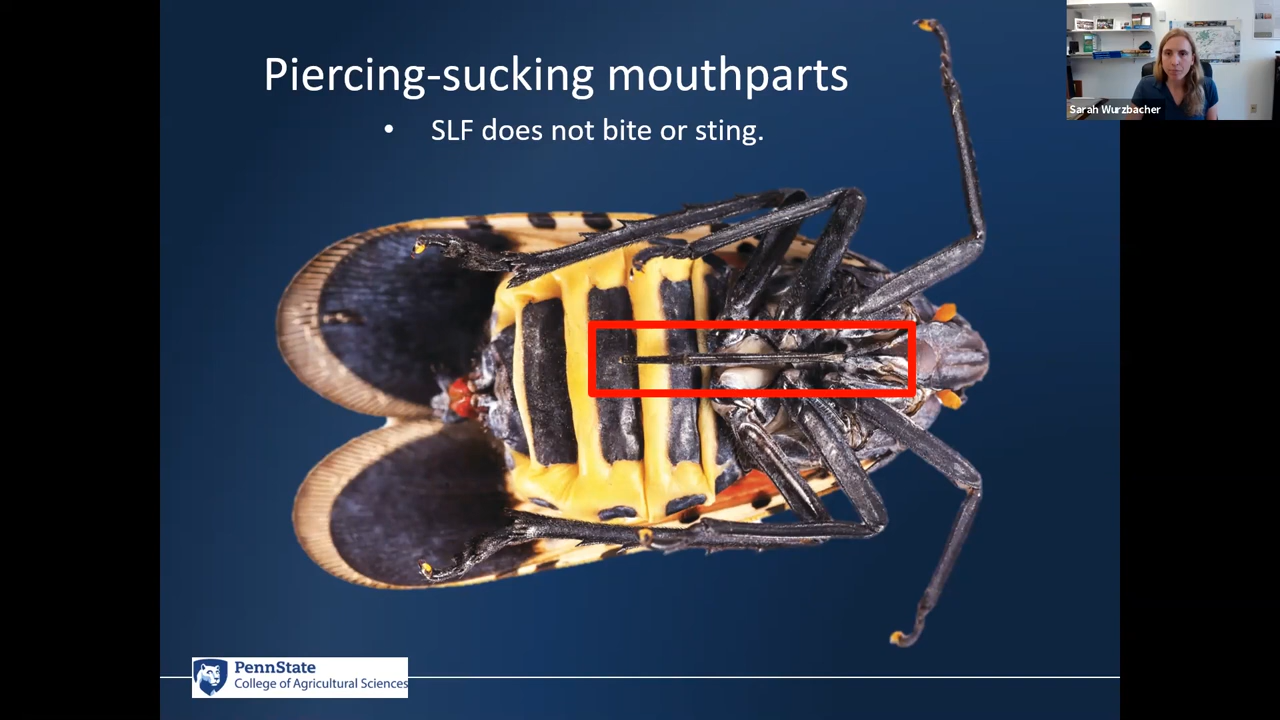 Piercing-sucking mouthparts
• SLF does not bite or sting.
Sarah Wurzbacher
PennState
College of Agricultural Sciences